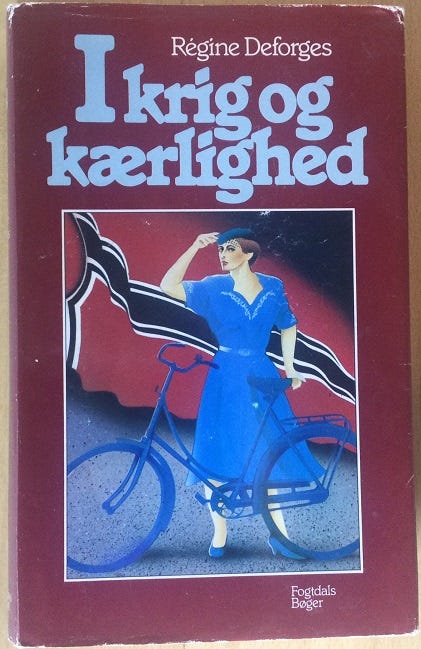 Régine Deforges
I krig og
kærlighed
Fogtdals
Bøger